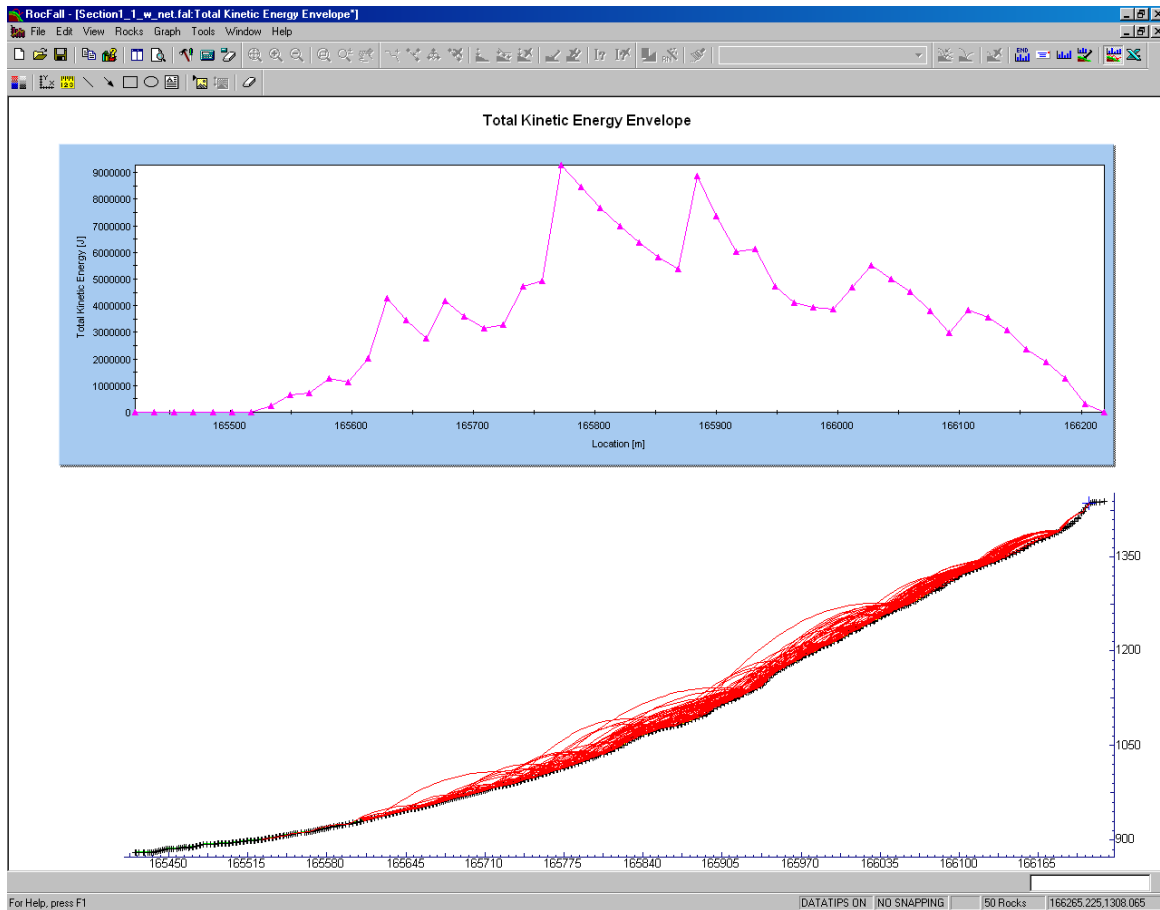 RocFall - [Section1_1_w_net.fal:Total Kinetic Energy Envelope*]
File Edit View Rocks Graph Tools Window Help
Total Kinetic Energy Envelope
9000000
8000000
7000000
6000000
5000000
4000000
3000000
2000000
1000000
0
Total Kinetic Energy [J]
165500 165600 165700 165800 165900 166000 166100 166200
Location [m]
1350
1200
1050
900
165450 165515 165580 165645 165710 165775 165840 165905 165970 166035 166100 166165
For Help, press F1 DATATIPS ON NO SNAPPING 50 Rocks 166265.225,1308.065